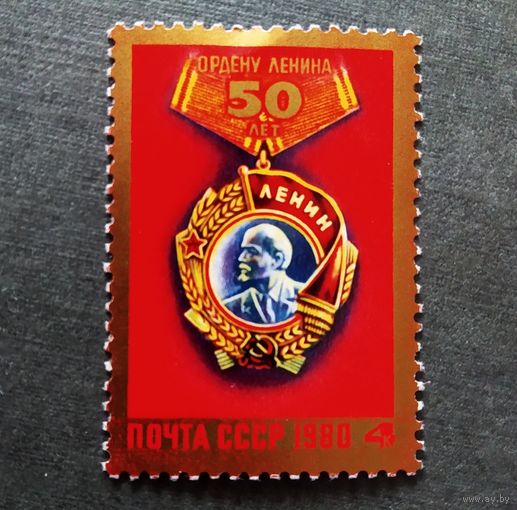 ОРДЕНУ ЛЕНИНА
50
ЛЕТ
ЛЕНИН
ПОЧТА СССР 1980 4К
www.ay.by